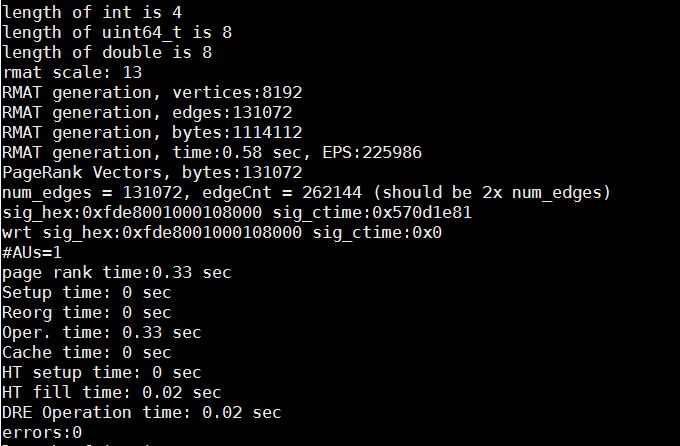 length of int is 4
length of uint64_t is 8
length of double is 8
rmat scale: 13
RMAT generation, vertices:8192
RMAT generation, edges:131072
RMAT generation, bytes:1114112
RMAT generation, time:0.58 sec, EPS:225986
PageRank Vectors, bytes:131072
num_edges = 131072, edgeCnt = 262144 (should be 2x num_edges)
sig_hex:0xfde8001000108000 sig_ctime:0x570d1e81
wrt sig_hex:0xfde8001000108000 sig_ctime:0x0
#AUs=1
page rank time:0.33 sec
Setup time: 0 sec
Reorg time: 0 sec
Oper. time: 0.33 sec
Cache time: 0 sec
HT setup time: 0 sec
HT fill time: 0.02 sec
DRE Operation time: 0.02 sec
errors:0